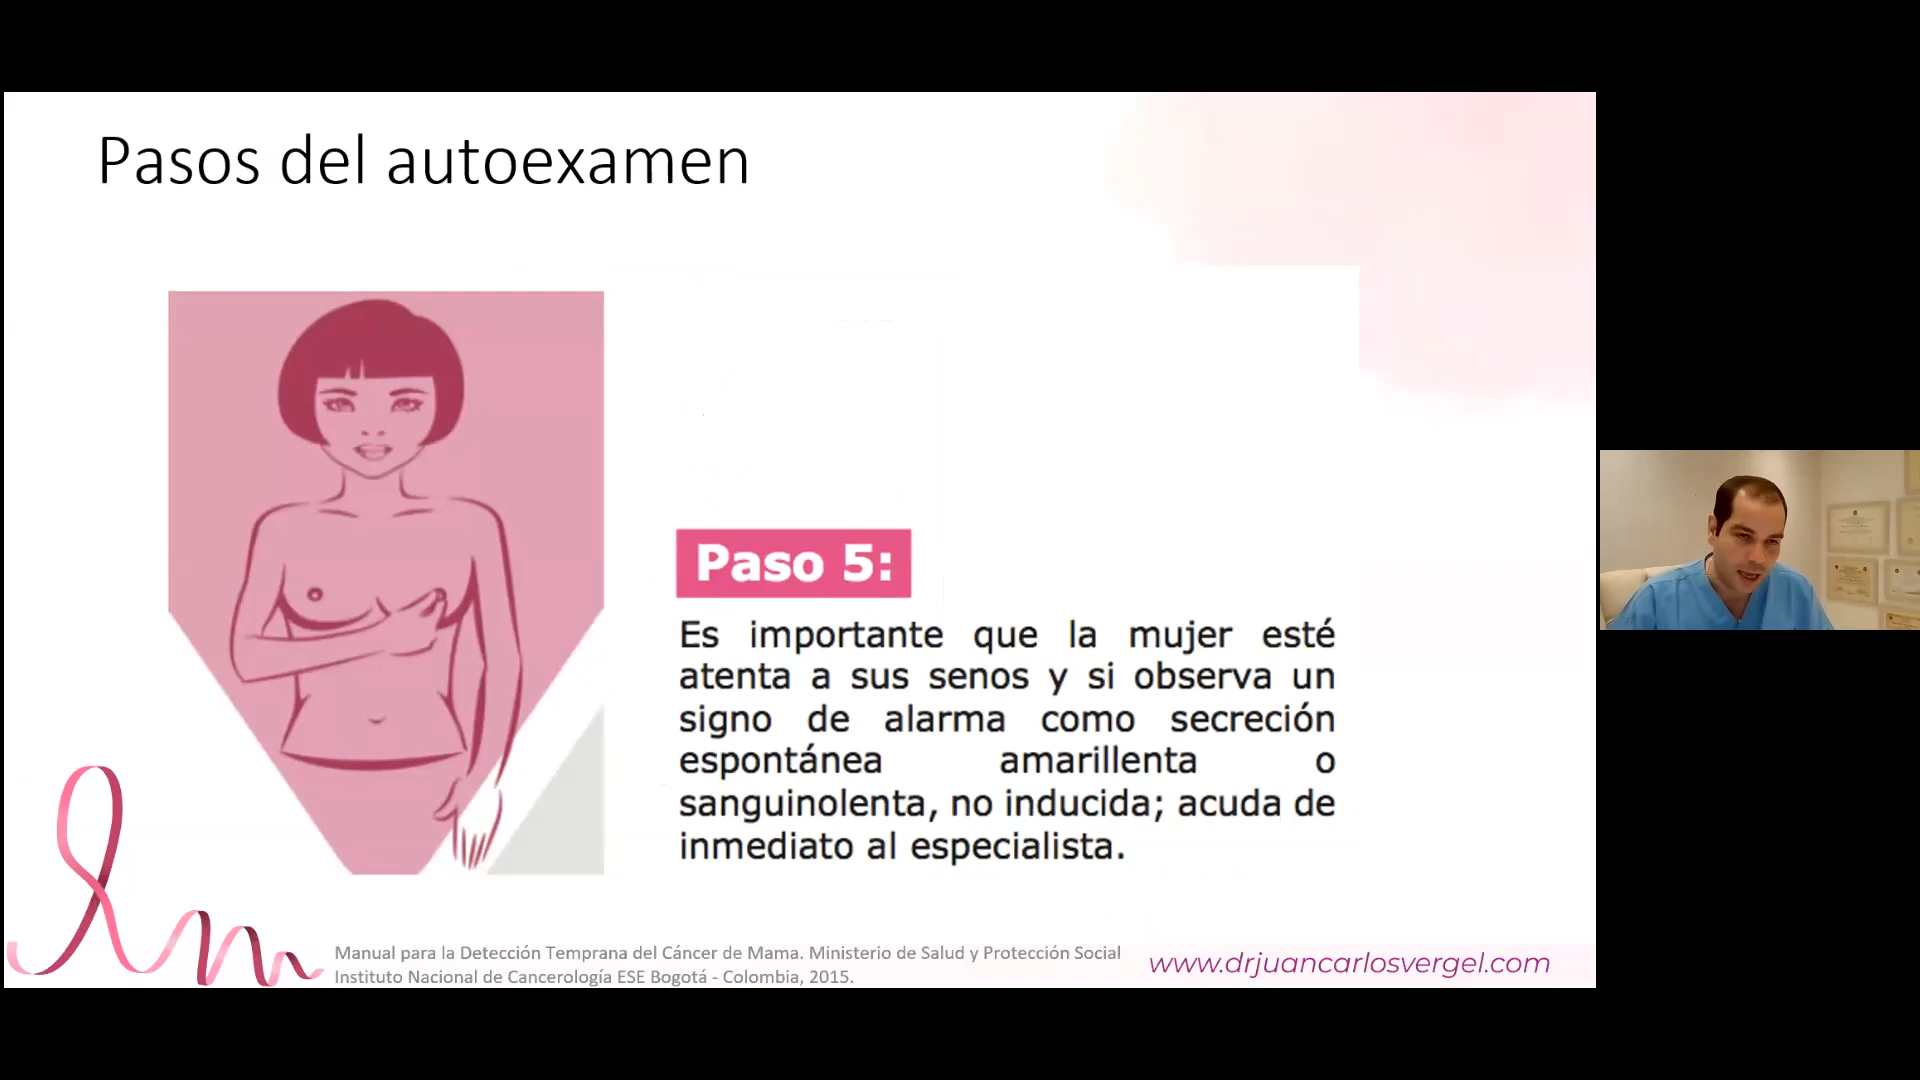 Pasos del autoexamen
Paso 5:
Es importante que la mujer esté
atenta a sus senos y si observa un
signo de alarma como secreción
espontánea amarillenta o
sanguinolenta, no inducida; acuda de
inmediato al especialista.
Manual para la Detección Temprana del Cáncer de Mama. Ministerio de Salud y Protección Social
Instituto Nacional de Cancerología ESE Bogotá - Colombia, 2015.
www.drjuancarlosvergel.com